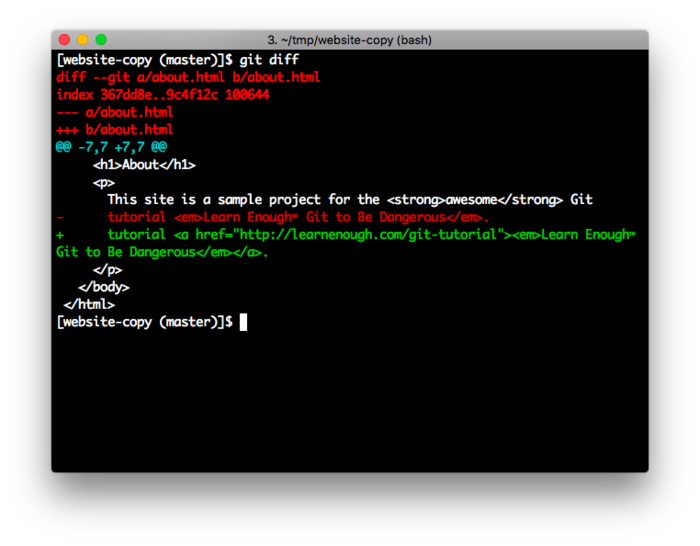 3. ~/tmp/website-copy (bash)
[website-copy (master)]$ git diff
diff --git a/about.html b/about.html
index 367dd8e..9c4f12c 100644
--- a/about.html
+++ b/about.html
@@ -7,7 +7,7 @@
     <h1>About</h1>
     <p>
       This site is a sample project for the <strong>awesome</strong> Git
-      tutorial <em>Learn Enough™ Git to Be Dangerous</em>.
+      tutorial <a href="http://learnenough.com/git-tutorial"><em>Learn Enough™
Git to Be Dangerous</em></a>.
     </p>
   </body>
 </html>
[website-copy (master)]$